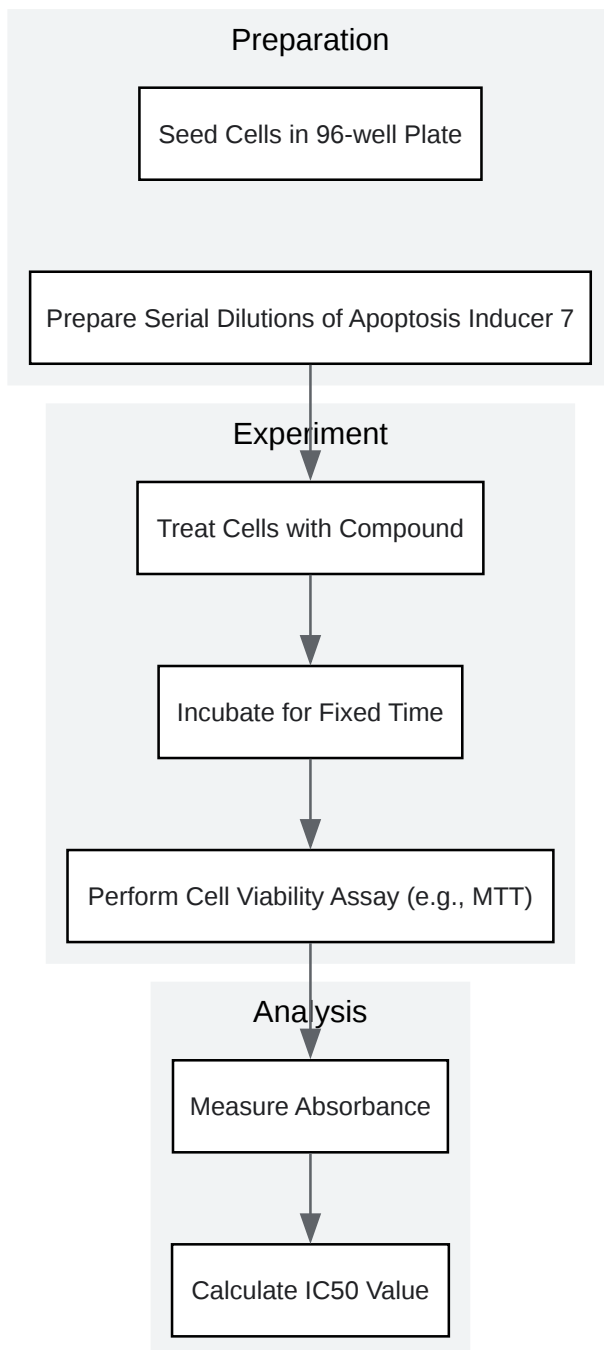 Preparation
Seed Cells in 96-well Plate
Prepare Serial Dilutions of Apoptosis Inducer 7
Experiment
Treat Cells with Compound
Incubate for Fixed Time
Perform Cell Viability Assay (e.g., MTT)
Analysis
Measure Absorbance
Calculate IC50 Value